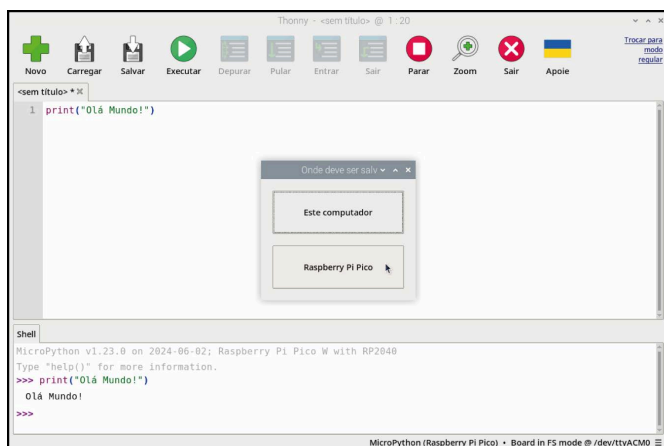 Thonny - <sem título> @ 1:20
Novo Carregar Salvar Executar Depurar Pular Entrar Sair Parar Zoom Sair Apoie
Trocar para
modo
regular
<sem título> *
1 print("Olá Mundo!")
Onde deve ser salv
Este computador
Raspberry Pi Pico
Shell
MicroPython v1.23.0 on 2024-06-02; Raspberry Pi Pico W with RP2040
Type "help()" for more information.
>>> print("Olá Mundo!")
Olá Mundo!
>>>
MicroPython (Raspberry Pi Pico) • Board in FS mode @ /dev/ttyACM0